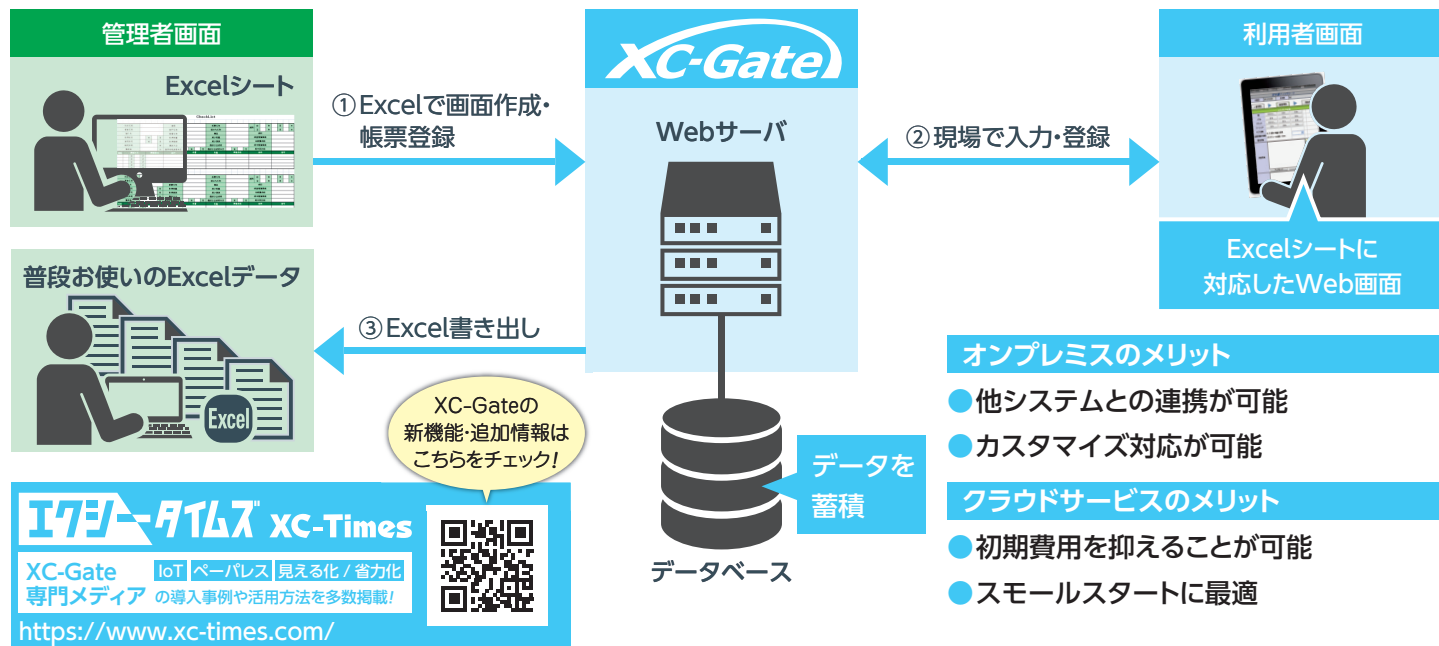 管理者画面
Excelシート
CheckList
①Excelで画面作成・
帳票登録
XC-Gate
Webサーバ
②現場で入力・登録
利用者画面
Excelシートに
対応したWeb画面
普段お使いのExcelデータ
Excel
③Excel書き出し
XC-Gateの
新機能・追加情報は
こちらをチェック!
データを
蓄積
データベース
オンプレミスのメリット
●他システムとの連携が可能
●カスタマイズ対応が可能
クラウドサービスのメリット
●初期費用を抑えることが可能
●スモールスタートに最適
エクシータイムズ XC-Times
XC-Gate
専門メディア
IoT ペーパレス 見える化 / 省力化
の導入事例や活用方法を多数掲載!
https://www.xc-times.com/